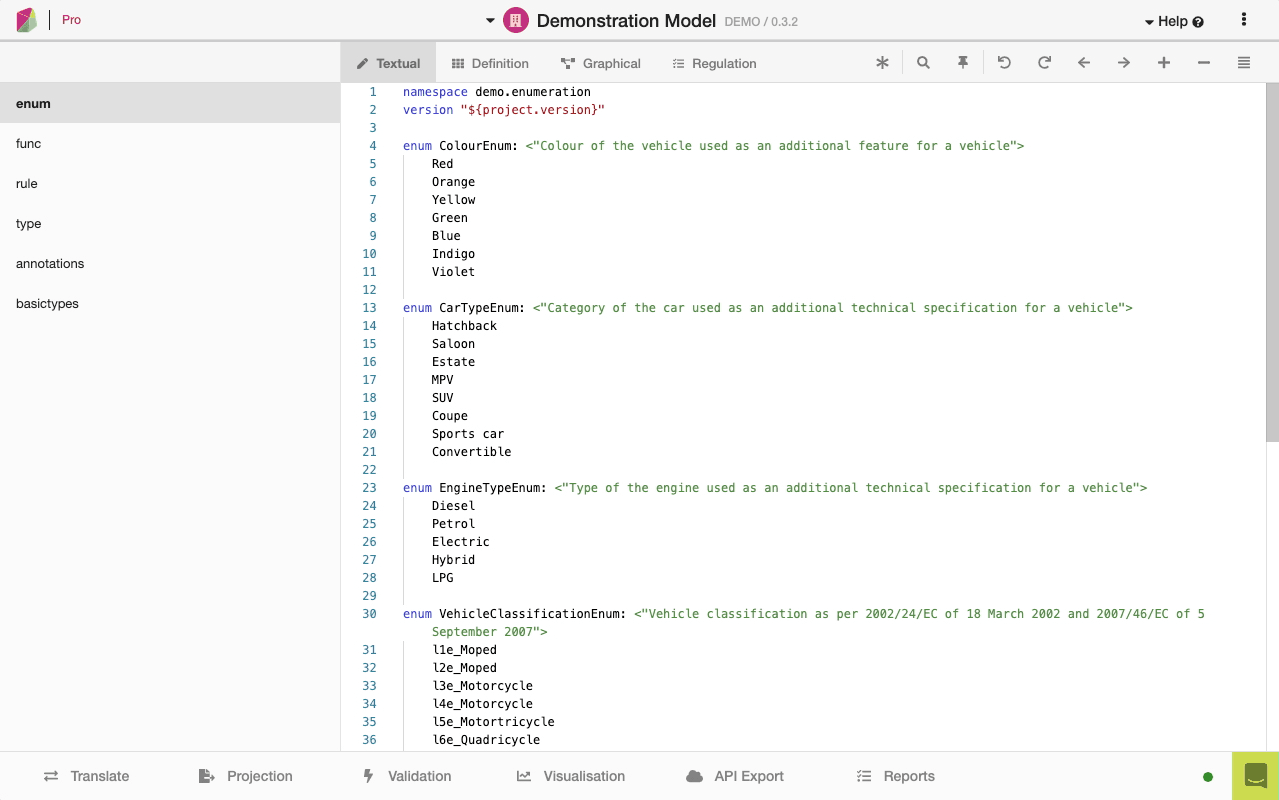 Pro
Demonstration Model DEMO / 0.3.2
Help
Textual Definition Graphical Regulation
enum
func
rule
type
annotations
basictypes
1 namespace demo.enumeration
2 version "${project.version}"
3
4 enum ColourEnum: <"Colour of the vehicle used as an additional feature for a vehicle">
5 Red
6 Orange
7 Yellow
8 Green
9 Blue
10 Indigo
11 Violet
12
13 enum CarTypeEnum: <"Category of the car used as an additional technical specification for a vehicle">
14 Hatchback
15 Saloon
16 Estate
17 MPV
18 SUV
19 Coupe
20 Sports car
21 Convertible
22
23 enum EngineTypeEnum: <"Type of the engine used as an additional technical specification for a vehicle">
24 Diesel
25 Petrol
26 Electric
27 Hybrid
28 LPG
29
30 enum VehicleClassificationEnum: <"Vehicle classification as per 2002/24/EC of 18 March 2002 and 2007/46/EC of 5
September 2007">
31 l1e_Moped
32 l2e_Moped
33 l3e_Motorcycle
34 l4e_Motorcycle
35 l5e_Motortricycle
36 l6e_Quadricycle
Translate Projection Validation Visualisation API Export Reports